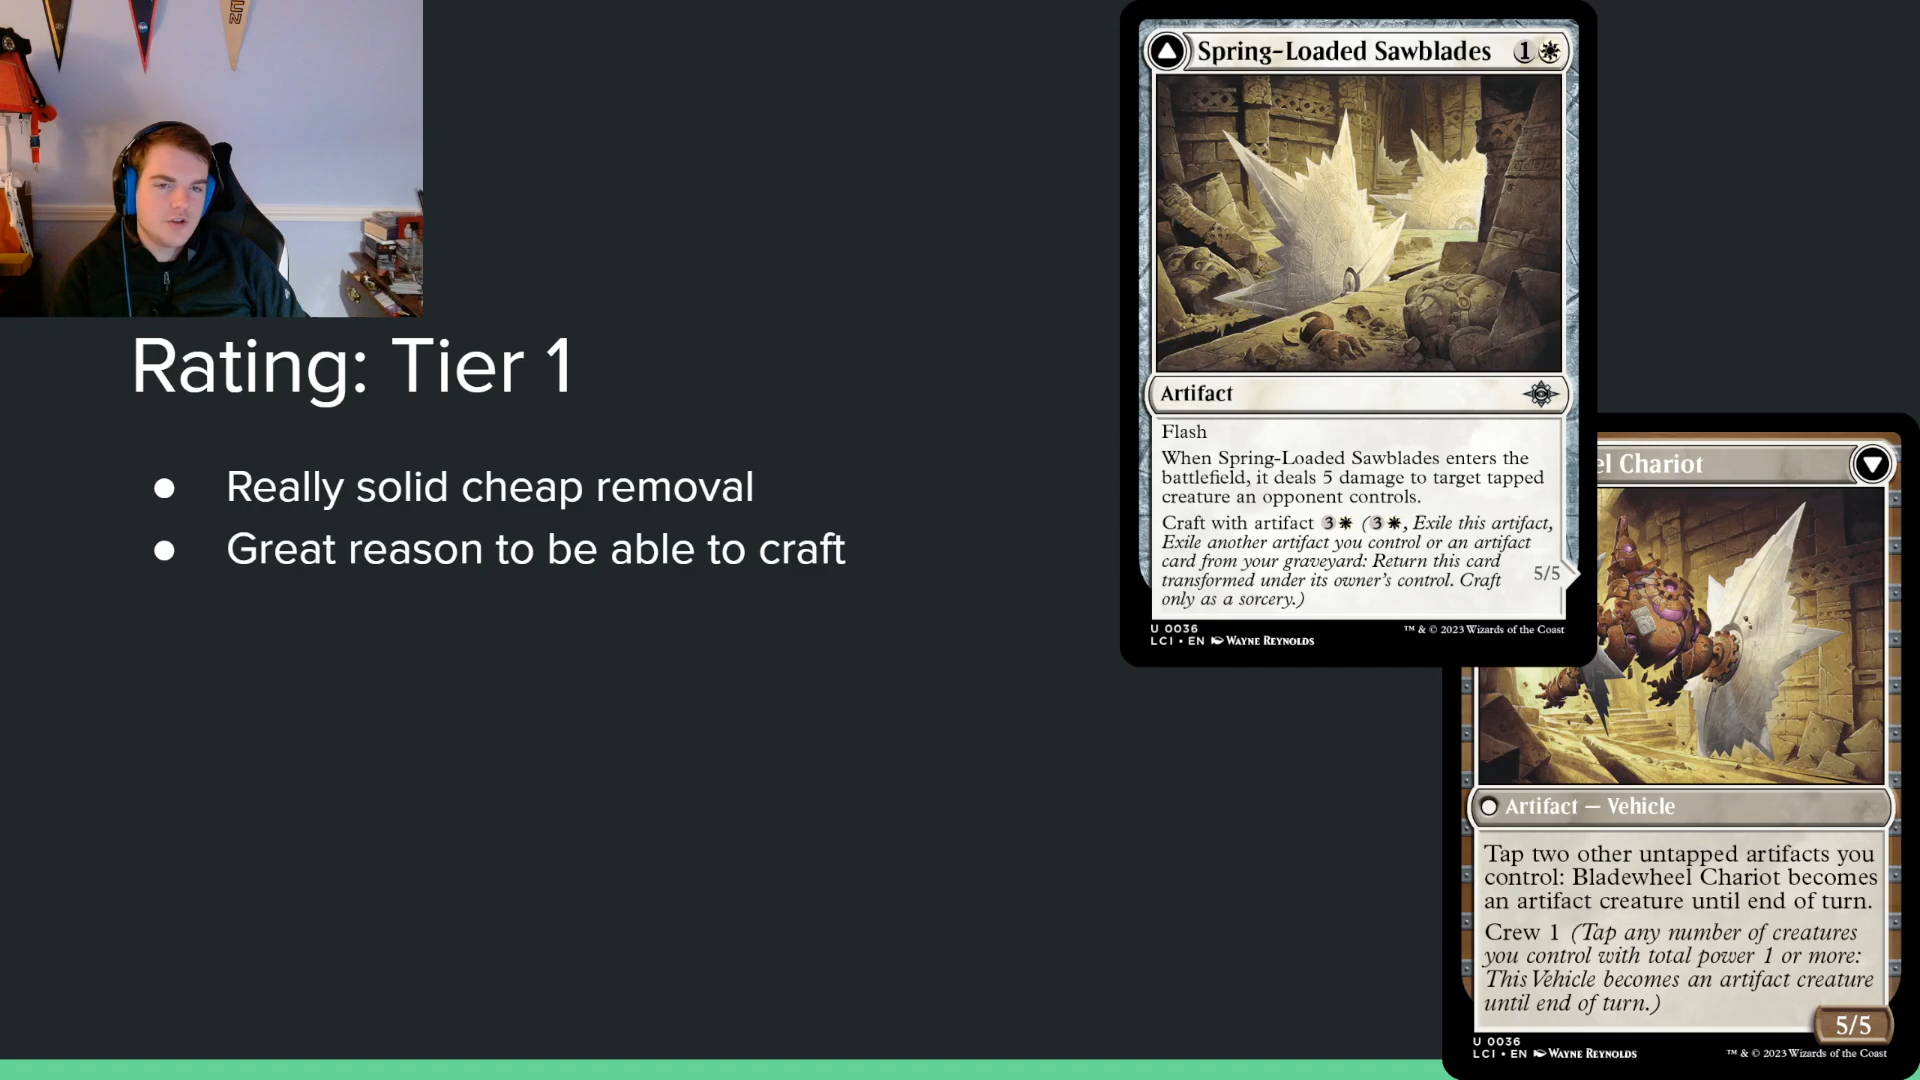 Rating: Tier 1
● Really solid cheap removal
● Great reason to be able to craft
Spring-Loaded Sawblades 1
Artifact
Flash
When Spring-Loaded Sawblades enters the
battlefield, it deals 5 damage to target tapped
creature an opponent controls.
Craft with artifact 3 (3, Exile this artifact,
Exile another artifact you control or an artifact
card from your graveyard: Return this card
transformed under its owner's control. Craft
only as a sorcery.)
5/5
U 0036
LCI • EN WAYNE REYNOLDS
™ & © 2023 Wizards of the Coast
el Chariot
Artifact — Vehicle
Tap two other untapped artifacts you
control: Bladewheel Chariot becomes
an artifact creature until end of turn.
Crew 1 (Tap any number of creatures
you control with total power 1 or more:
This Vehicle becomes an artifact creature
until end of turn.)
5/5
U 0036
LCI • EN WAYNE REYNOLDS
™ & © 2023 Wizards of the Coast